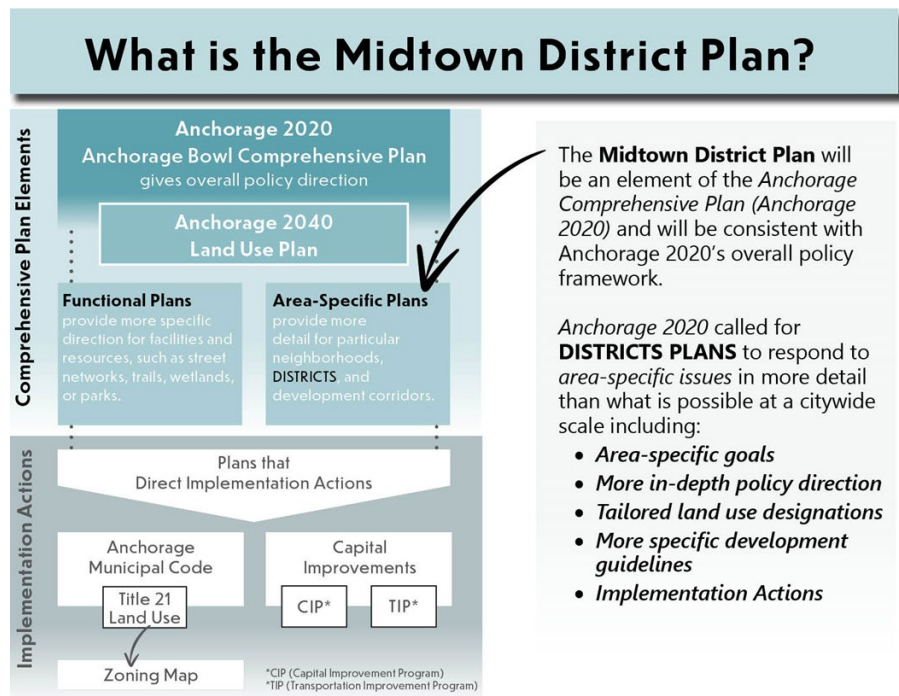 What is the Midtown District Plan?
Comprehensive Plan Elements
Anchorage 2020
Anchorage Bowl Comprehensive Plan
gives overall policy direction
Anchorage 2040
Land Use Plan
Functional Plans
provide more specific
direction for facilities and
resources, such as street
networks, trails, wetlands,
or parks.
Area-Specific Plans
provide more
detail for particular
neighborhoods,
DISTRICTS, and
development corridors.
Implementation Actions
Plans that
Direct Implementation Actions
Anchorage
Municipal Code
Title 21
Land Use
Zoning Map
Capital
Improvements
CIP*
TIP*
*CIP (Capital Improvement Program)
*TIP (Transportation Improvement Program)
The Midtown District Plan will
be an element of the Anchorage
Comprehensive Plan (Anchorage
2020) and will be consistent with
Anchorage 2020's overall policy
framework.
Anchorage 2020 called for
DISTRICTS PLANS to respond to
area-specific issues in more detail
than what is possible at a citywide
scale including:
• Area-specific goals
• More in-depth policy direction
• Tailored land use designations
• More specific development
guidelines
• Implementation Actions